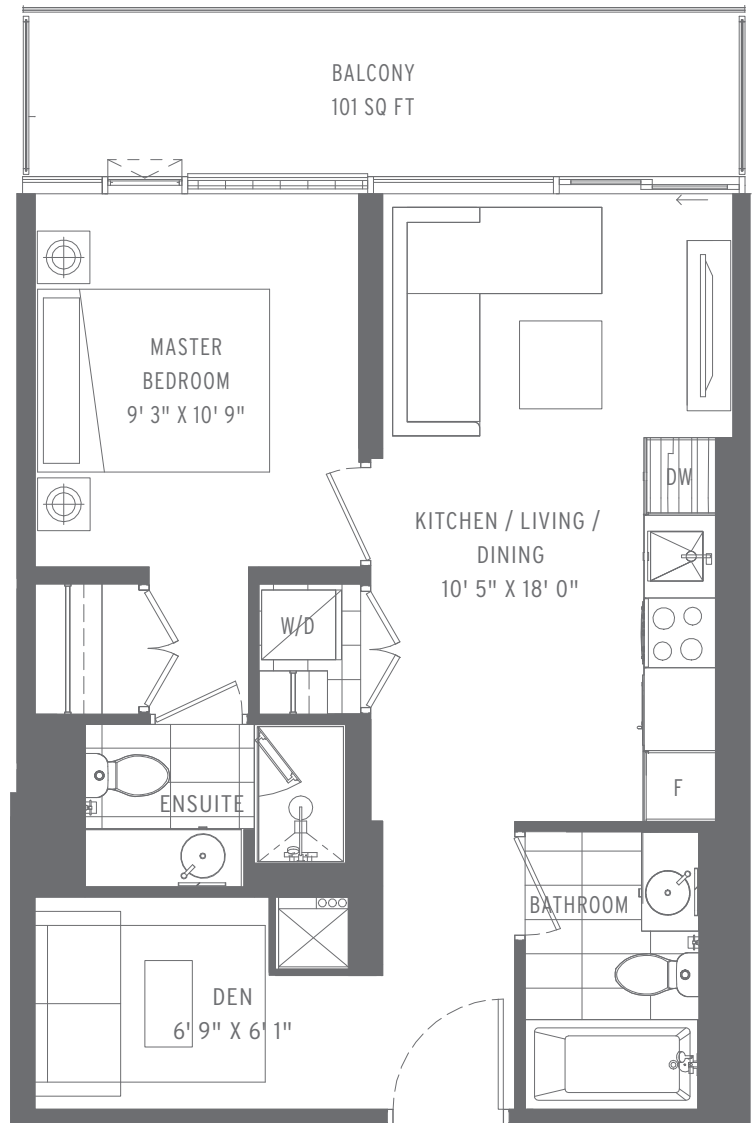 BALCONY
101 SQ FT
MASTER
BEDROOM
9' 3" X 10' 9"
DW
KITCHEN / LIVING /
DINING
10' 5" X 18' 0"
W/D
F
ENSUITE
BATHROOM
DEN
6' 9" X 6' 1"